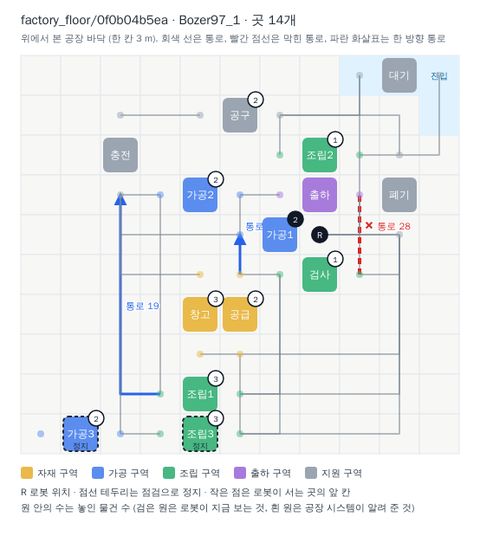 factory_floor/0f0b04b5ea · Bozer97_1 · 곳 14개
위에서 본 공장 바닥 (한 칸 3 m). 회색 선은 통로, 빨간 점선은 막힌 통로, 파란 화살표는 한 방향 통로
대기
공구 2
충전
조립2 1
가공2 2
출하
폐기
통로
가공1 2
R
✕ 통로 28
검사 1
통로 19
창고 3
공급 2
조립1 3
가공3 2
정지
조립3 3
정지
자재 구역 가공 구역 조립 구역 출하 구역 지원 구역
R 로봇 위치 · 점선 테두리는 점검으로 정지 · 작은 점은 로봇이 서는 곳의 앞 칸
원 안의 수는 놓인 물건 수 (검은 원은 로봇이 지금 보는 것, 흰 원은 공장 시스템이 알려 준 것)